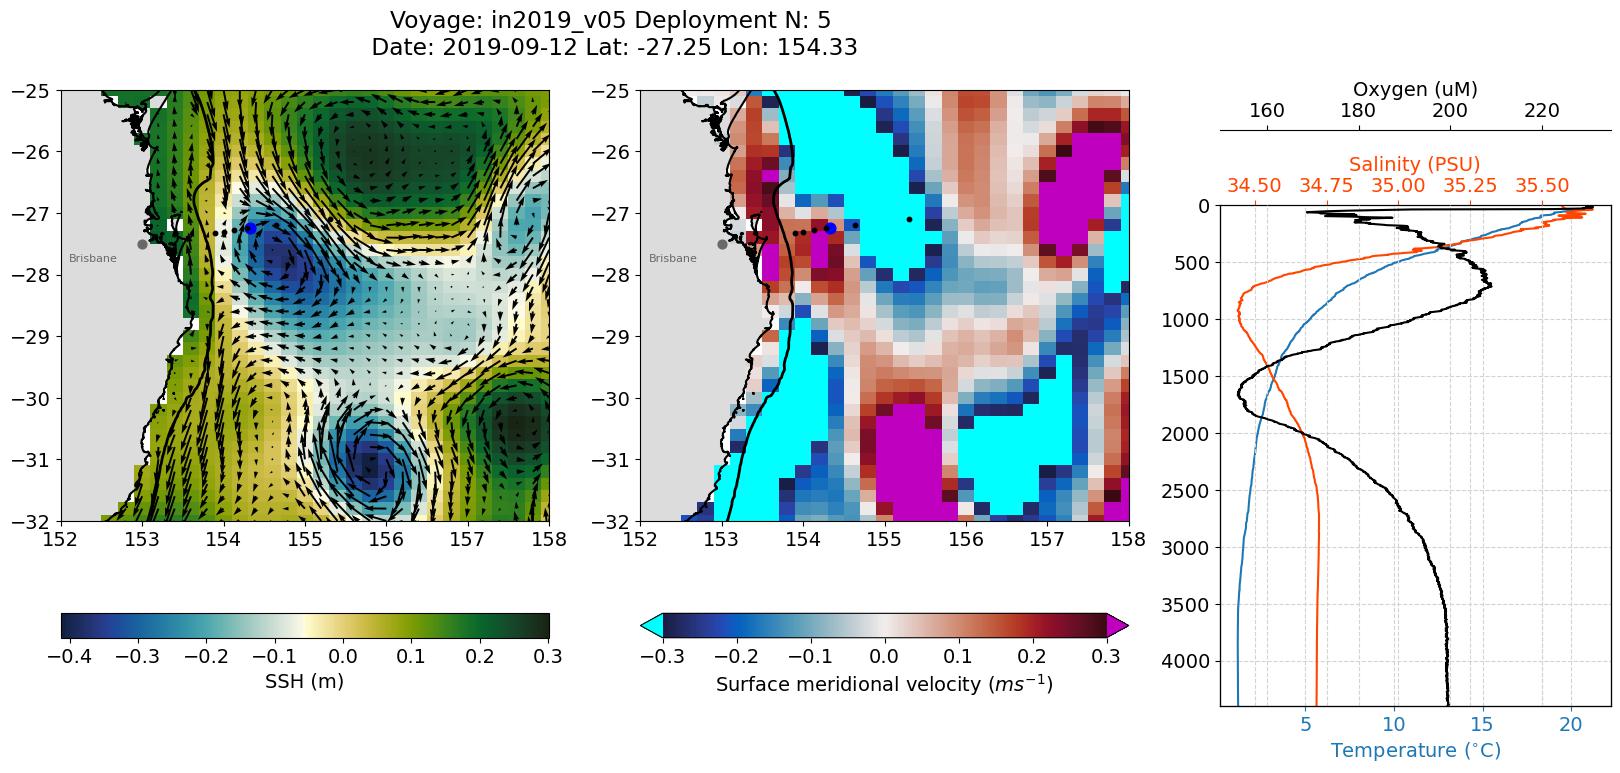 Voyage: in2019_v05 Deployment N: 5
Date: 2019-09-12 Lat: -27.25 Lon: 154.33
−25
−26
−27
−28
−29
−30
−31
−32
152 153 154 155 156 157 158
Brisbane
−0.4 −0.3 −0.2 −0.1 0.0 0.1 0.2 0.3
SSH (m)
−25
−26
−27
−28
−29
−30
−31
−32
152 153 154 155 156 157 158
Brisbane
−0.3 −0.2 −0.1 0.0 0.1 0.2 0.3
Surface meridional velocity (ms⁻¹)
Oxygen (uM)
160 180 200 220
Salinity (PSU)
34.50 34.75 35.00 35.25 35.50
0
500
1000
1500
2000
2500
3000
3500
4000
5 10 15 20
Temperature (°C)